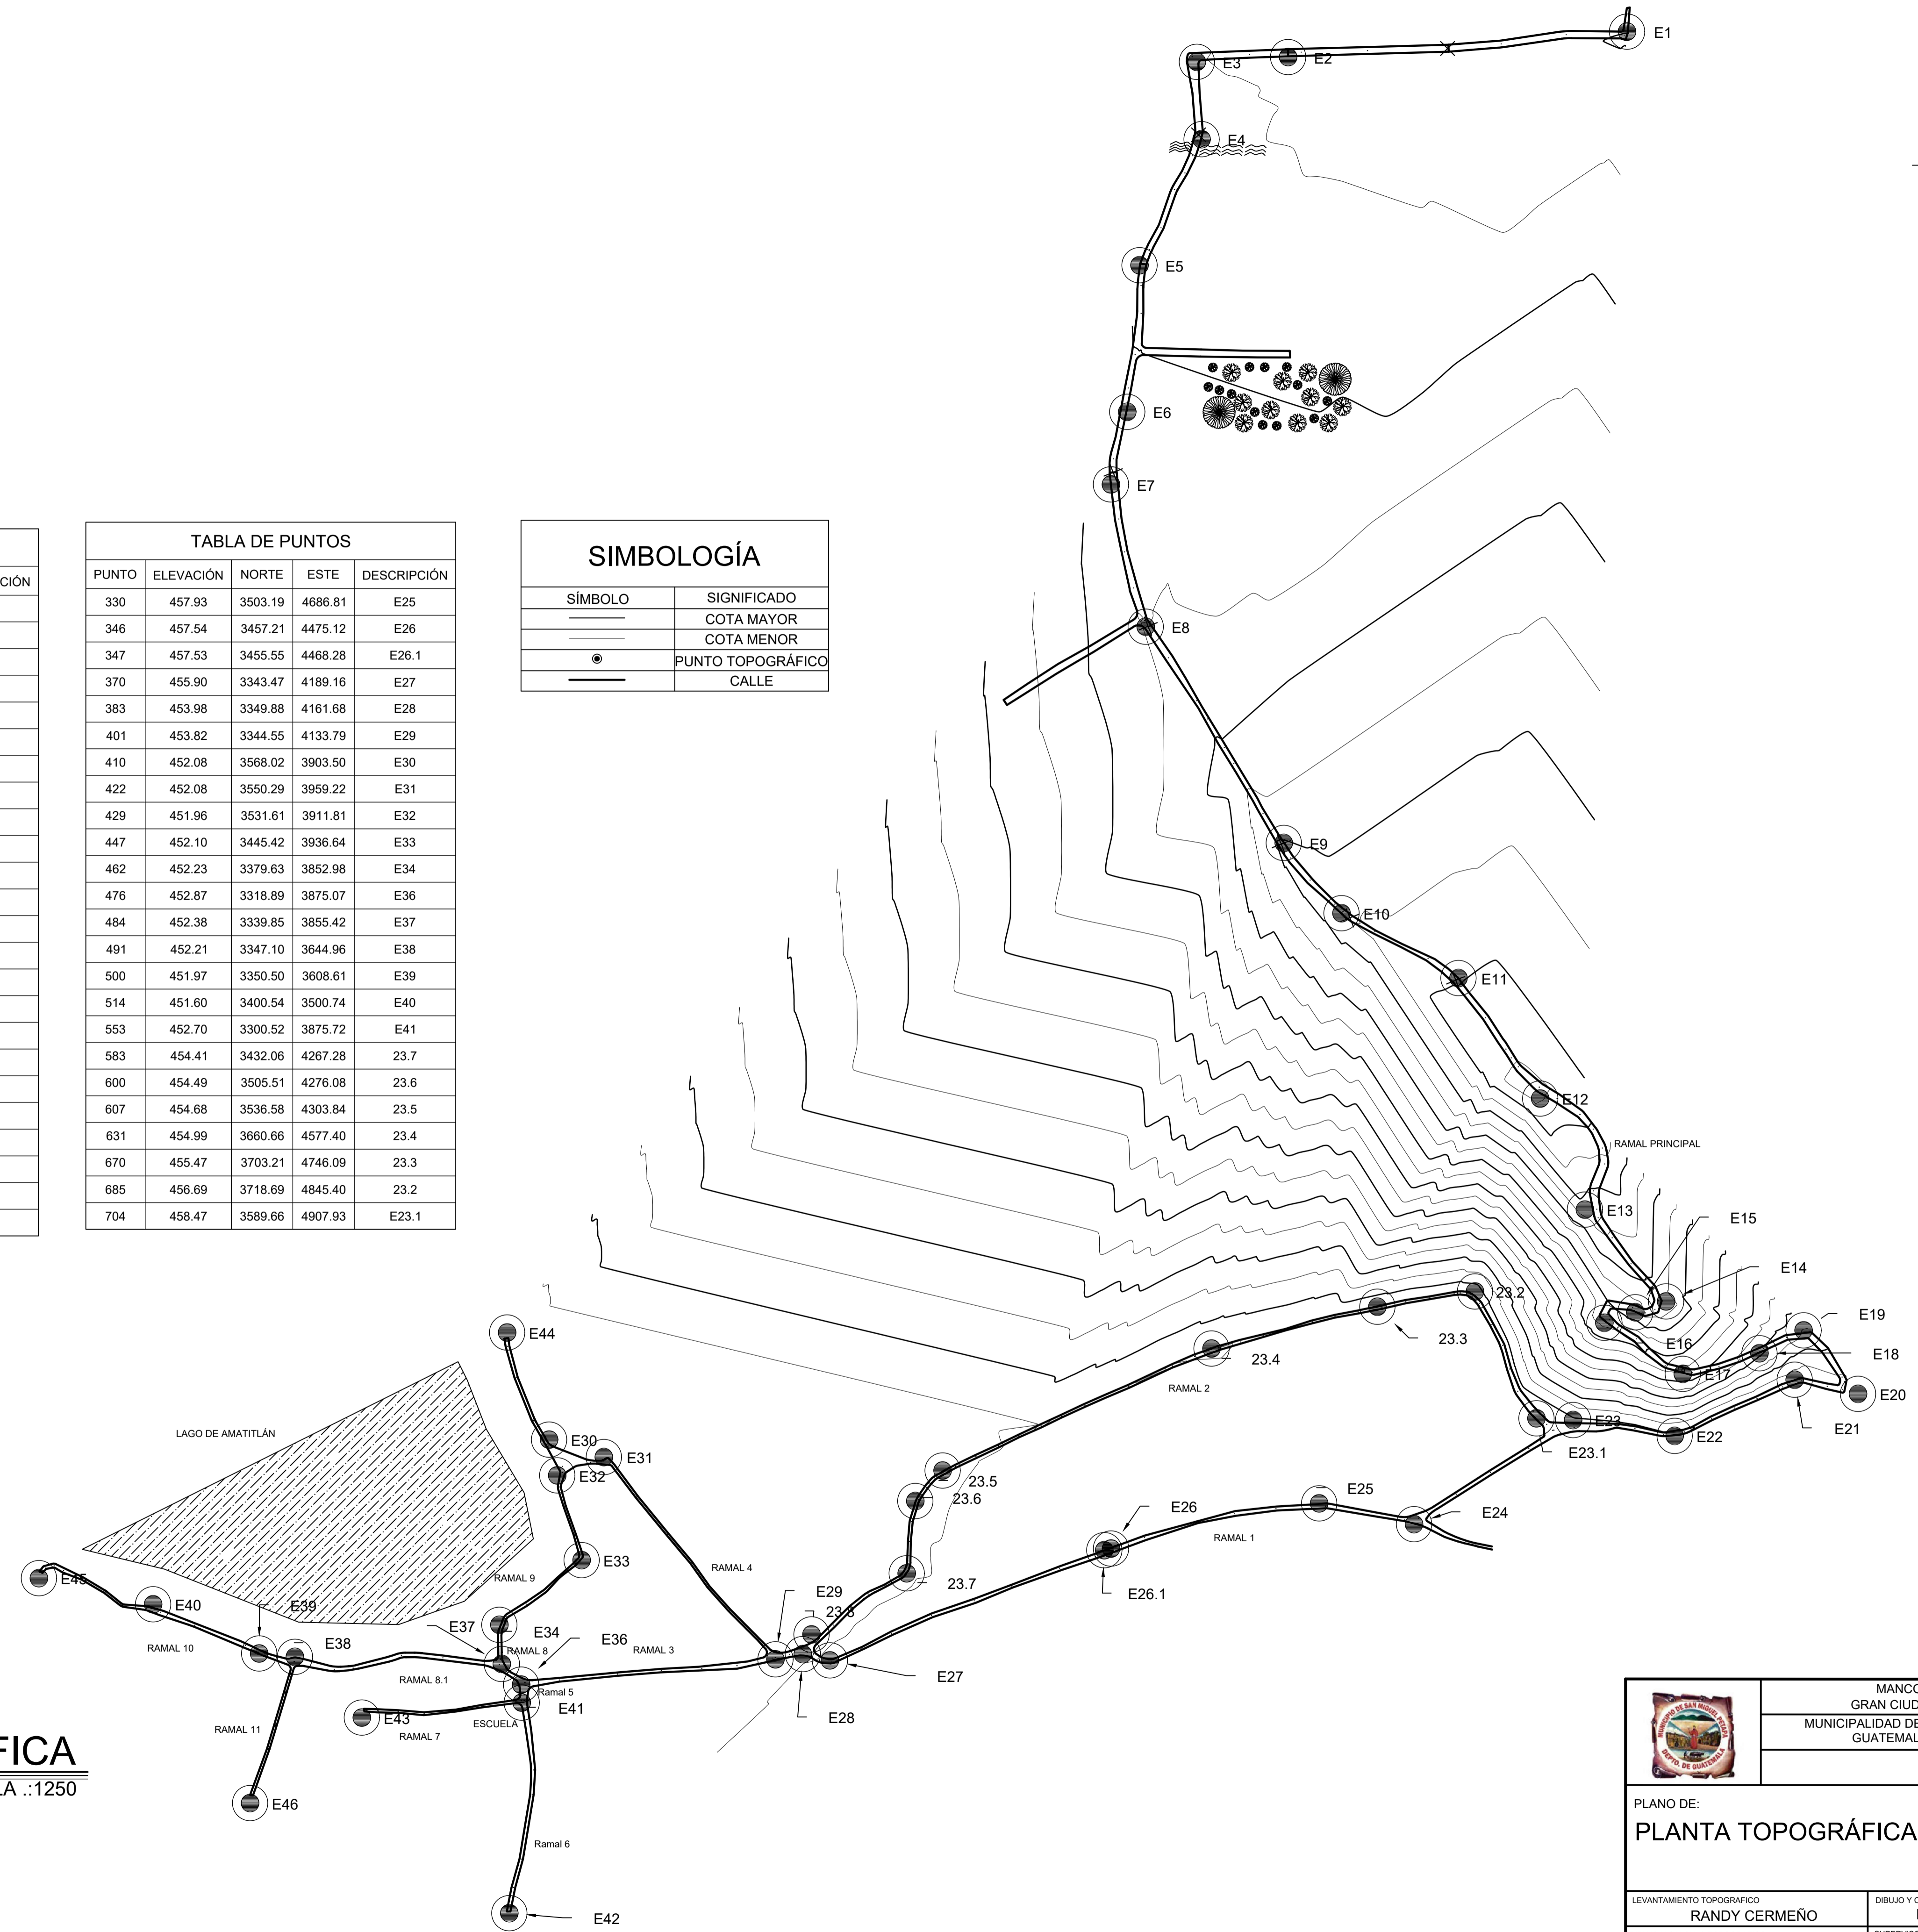 CIÓN
TABLA DE PUNTOS
PUNTO ELEVACIÓN NORTE ESTE DESCRIPCIÓN
330 457.93 3503.19 4686.81 E25
346 457.54 3457.21 4475.12 E26
347 457.53 3455.55 4468.28 E26.1
370 455.90 3343.47 4189.16 E27
383 453.98 3349.88 4161.68 E28
401 453.82 3344.55 4133.79 E29
410 452.08 3568.02 3903.50 E30
422 452.08 3550.29 3959.22 E31
429 451.96 3531.61 3911.81 E32
447 452.10 3445.42 3936.64 E33
462 452.23 3379.63 3852.98 E34
476 452.87 3318.89 3875.07 E36
484 452.38 3339.85 3855.42 E37
491 452.21 3347.10 3644.96 E38
500 451.97 3350.50 3608.61 E39
514 451.60 3400.54 3500.74 E40
553 452.70 3300.52 3875.72 E41
583 454.41 3432.06 4267.28 23.7
600 454.49 3505.51 4276.08 23.6
607 454.68 3536.58 4303.84 23.5
631 454.99 3660.66 4577.40 23.4
670 455.47 3703.21 4746.09 23.3
685 456.69 3718.69 4845.40 23.2
704 458.47 3589.66 4907.93 E23.1
SIMBOLOGÍA
SÍMBOLO SIGNIFICADO
COTA MAYOR
COTA MENOR
PUNTO TOPOGRÁFICO
CALLE
E1
E2
E3
E4
E5
E6
E7
E8
E9
E10
E11
E12
RAMAL PRINCIPAL
E13
E15
E14
E16
E19
E18
E17
E20
E21
E22
E23
E23.1
23.2
23.3
23.4
RAMAL 2
23.5
23.6
23.7
E25
E24
E26
RAMAL 1
E26.1
E44
LAGO DE AMATITLÁN
E30
E31
E32
E33
RAMAL 9
RAMAL 4
E29
23.8
E45
E40
E39
E37
E34
E36
E38
RAMAL 10
RAMAL 8
RAMAL 3
RAMAL 8.1
E27
Ramal 5
E41
E28
E43
ESCUELA
RAMAL 11
RAMAL 7
E46
Ramal 6
E42
FICA
LA .:1250
MUNICIPIO DE SAN MIGUEL PETAPA
DEPTO. DE GUATEMALA
MANCO
GRAN CIUD
MUNICIPALIDAD DE
GUATEMAL
PLANO DE:
PLANTA TOPOGRÁFICA
LEVANTAMIENTO TOPOGRAFICO
RANDY CERMEÑO
DIBUJO Y C